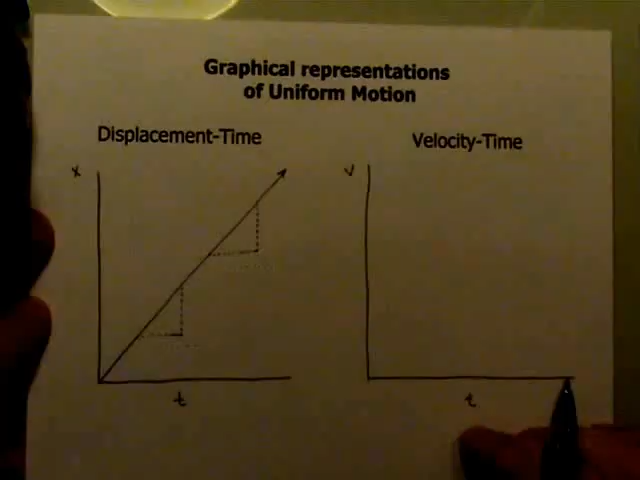 Graphical representations
of Uniform Motion
Displacement-Time
Velocity-Time
x
v
t
t